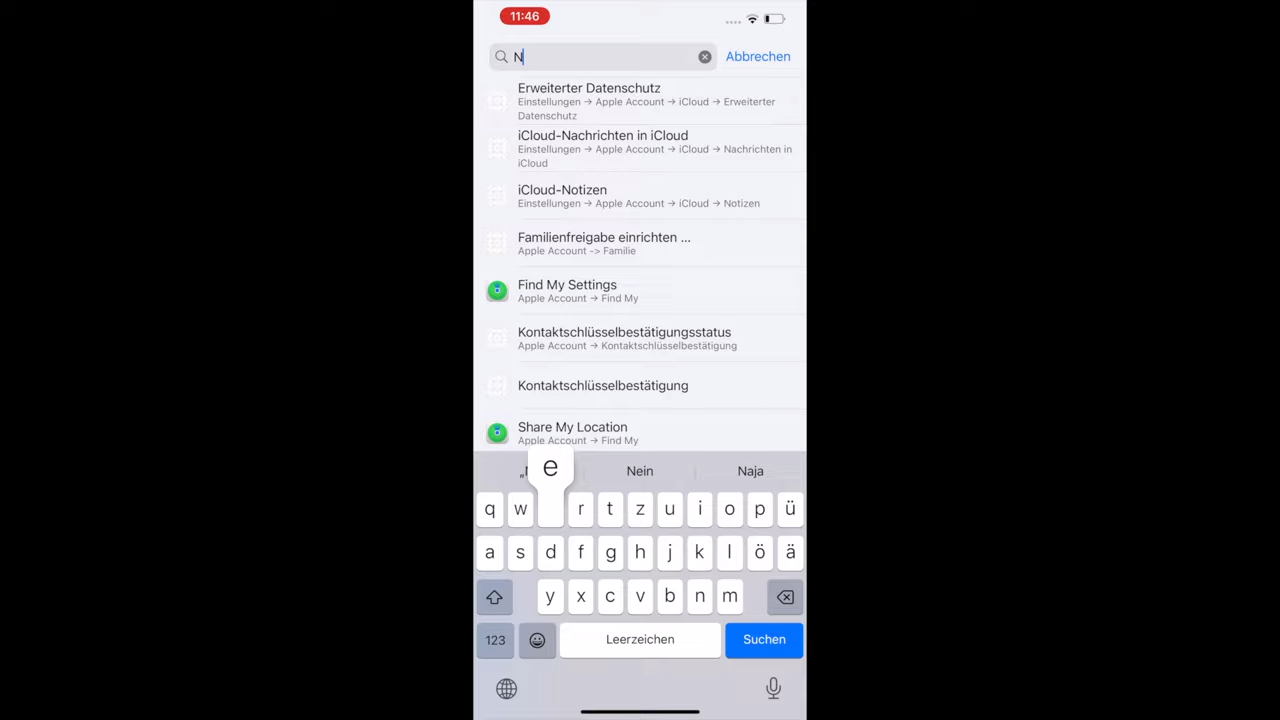 11:46
N
Abbrechen
Erweiterter Datenschutz
Einstellungen → Apple Account → iCloud → Erweiterter
Datenschutz
iCloud-Nachrichten in iCloud
Einstellungen → Apple Account → iCloud → Nachrichten in
iCloud
iCloud-Notizen
Einstellungen → Apple Account → iCloud → Notizen
Familienfreigabe einrichten ...
Apple Account -> Familie
Find My Settings
Apple Account → Find My
Kontaktschlüsselbestätigungsstatus
Apple Account → Kontaktschlüsselbestätigung
Kontaktschlüsselbestätigung
Share My Location
Apple Account → Find My
e
Nein
Naja
q w r t z u i o p ü
a s d f g h j k l ö ä
y x c v b n m
123
Leerzeichen
Suchen